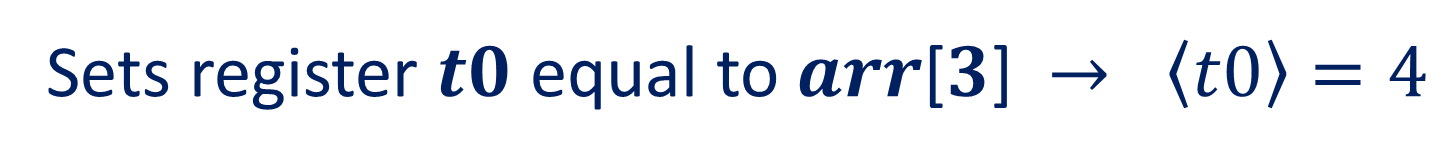 Sets register t0 equal to arr[3] → ⟨t0⟩ = 4